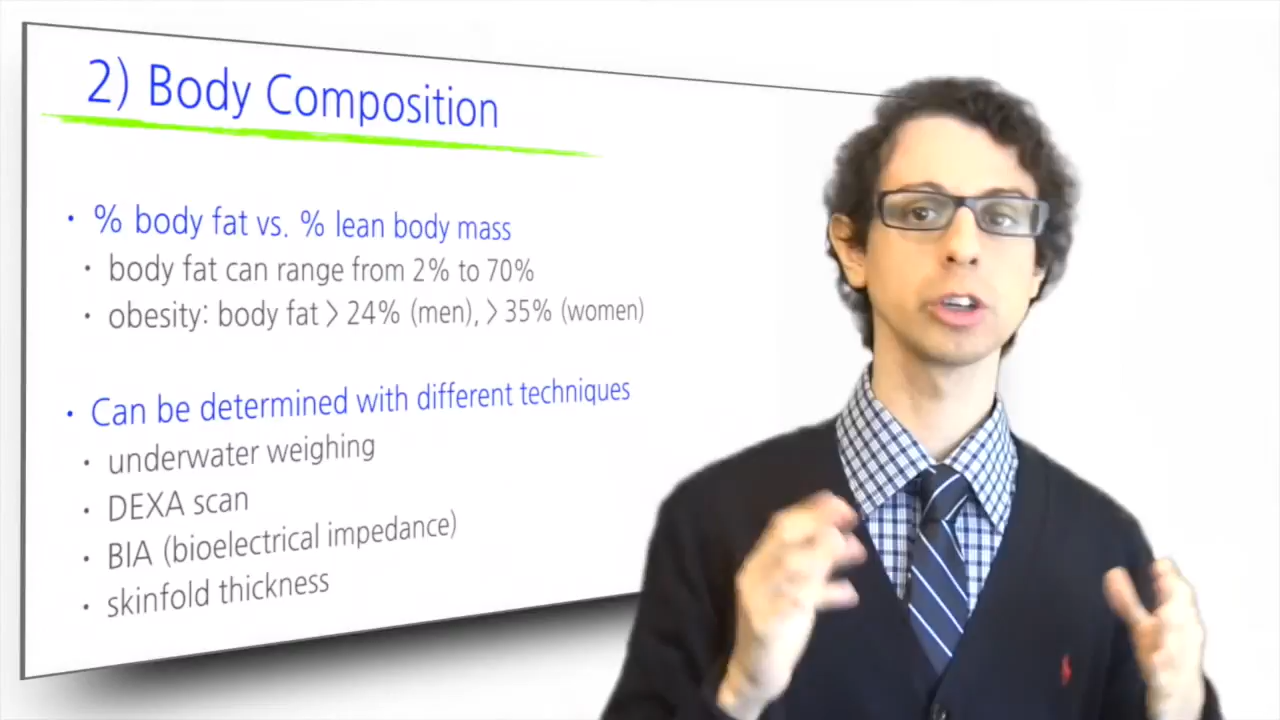 2) Body Composition
• % body fat vs. % lean body mass
• body fat can range from 2% to 70%
• obesity: body fat > 24% (men), > 35% (women)
• Can be determined with different techniques
• underwater weighing
• DEXA scan
• BIA (bioelectrical impedance)
• skinfold thickness